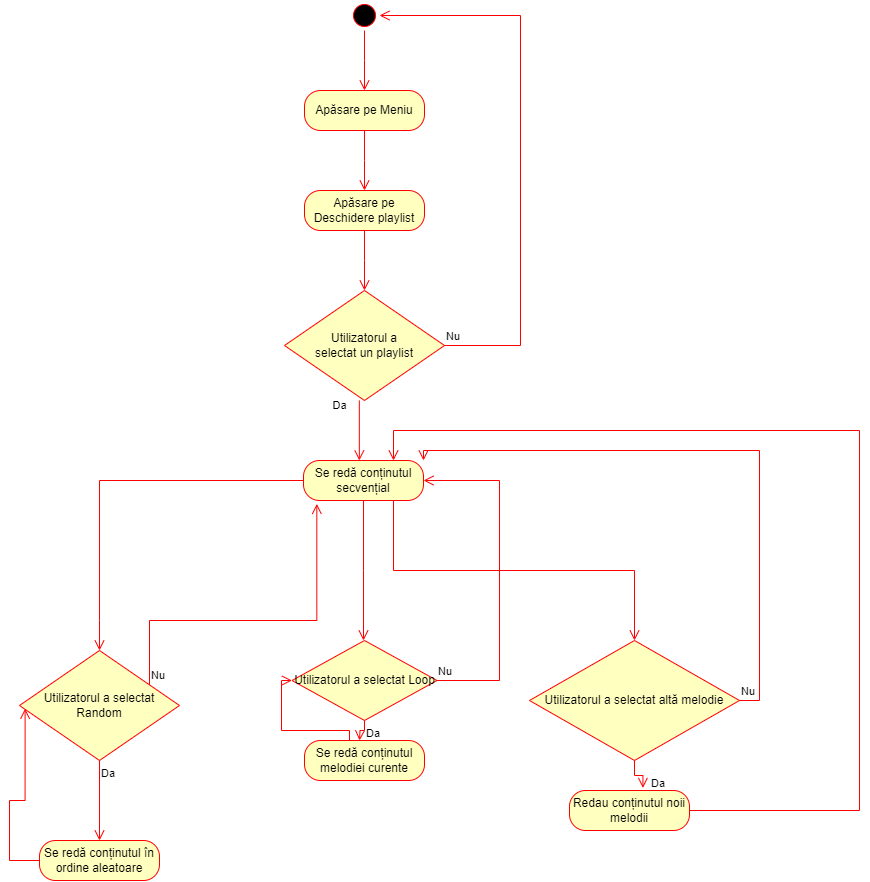 Apăsare pe Meniu
Apăsare pe
Deschidere playlist
Utilizatorul a
selectat un playlist
Nu
Da
Se redă conținutul
secvențial
Utilizatorul a selectat
Random
Nu
Da
Se redă conținutul în
ordine aleatoare
Utilizatorul a selectat Loop
Nu
Da
Se redă conținutul
melodiei curente
Utilizatorul a selectat altă melodie
Nu
Da
Redau conținutul noii
melodii